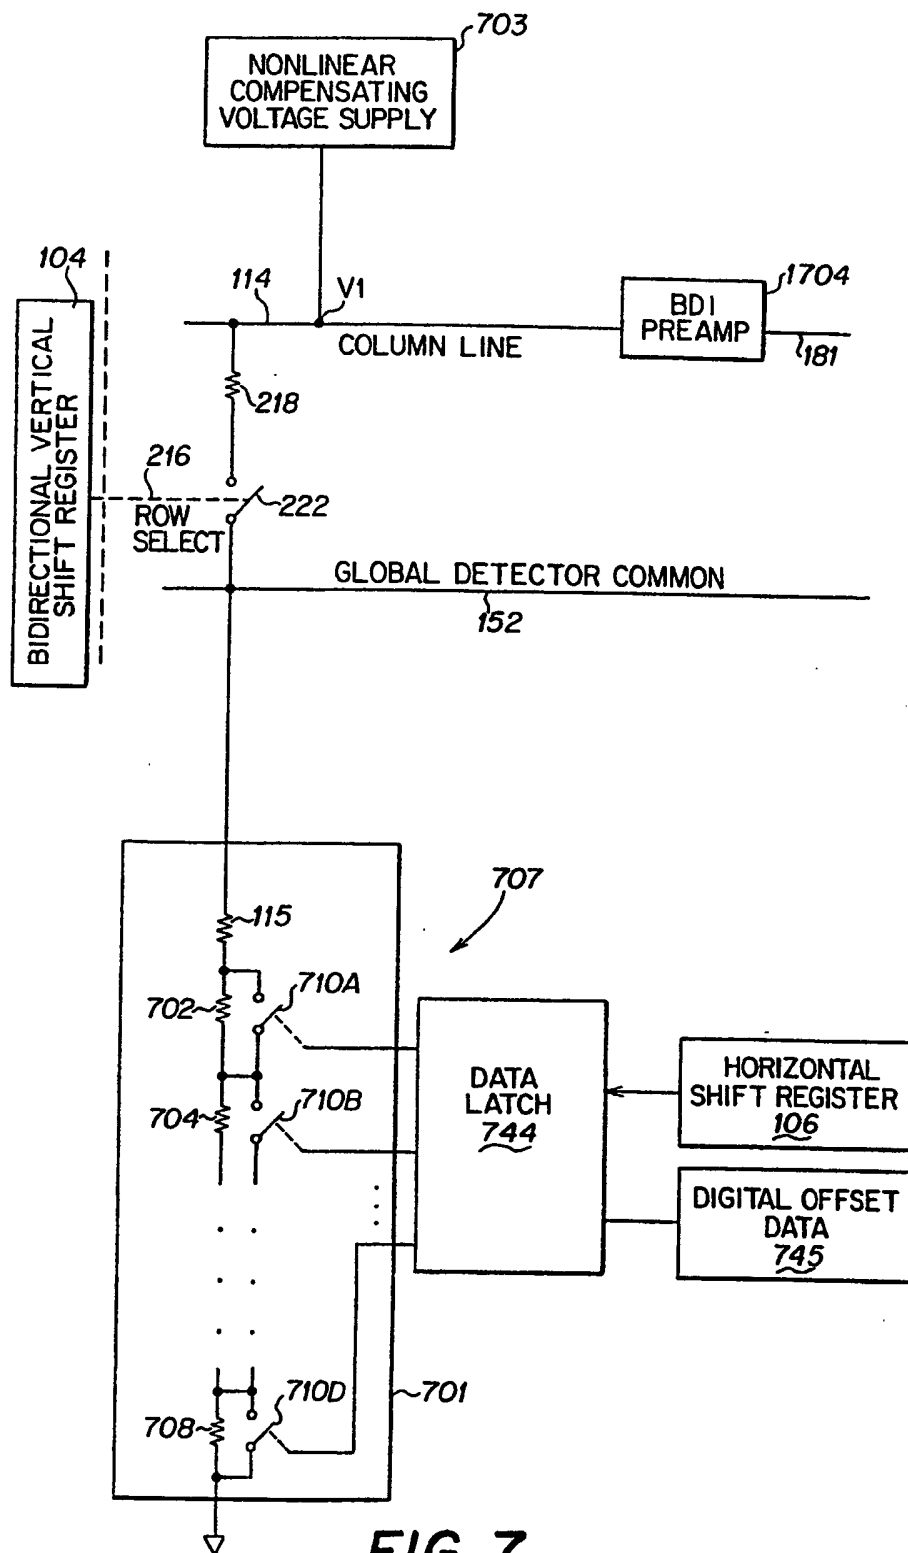 703
NONLINEAR
COMPENSATING
VOLTAGE SUPPLY
104
114
V1
1704
BDI
PREAMP
COLUMN LINE
181
BIDIRECTIONAL VERTICAL
SHIFT REGISTER
218
216
222
ROW
SELECT
GLOBAL DETECTOR COMMON
152
707
115
702
710A
704
710B
DATA
LATCH
744
HORIZONTAL
SHIFT REGISTER
106
DIGITAL OFFSET
DATA
745
708
710D
701
FIG. 7